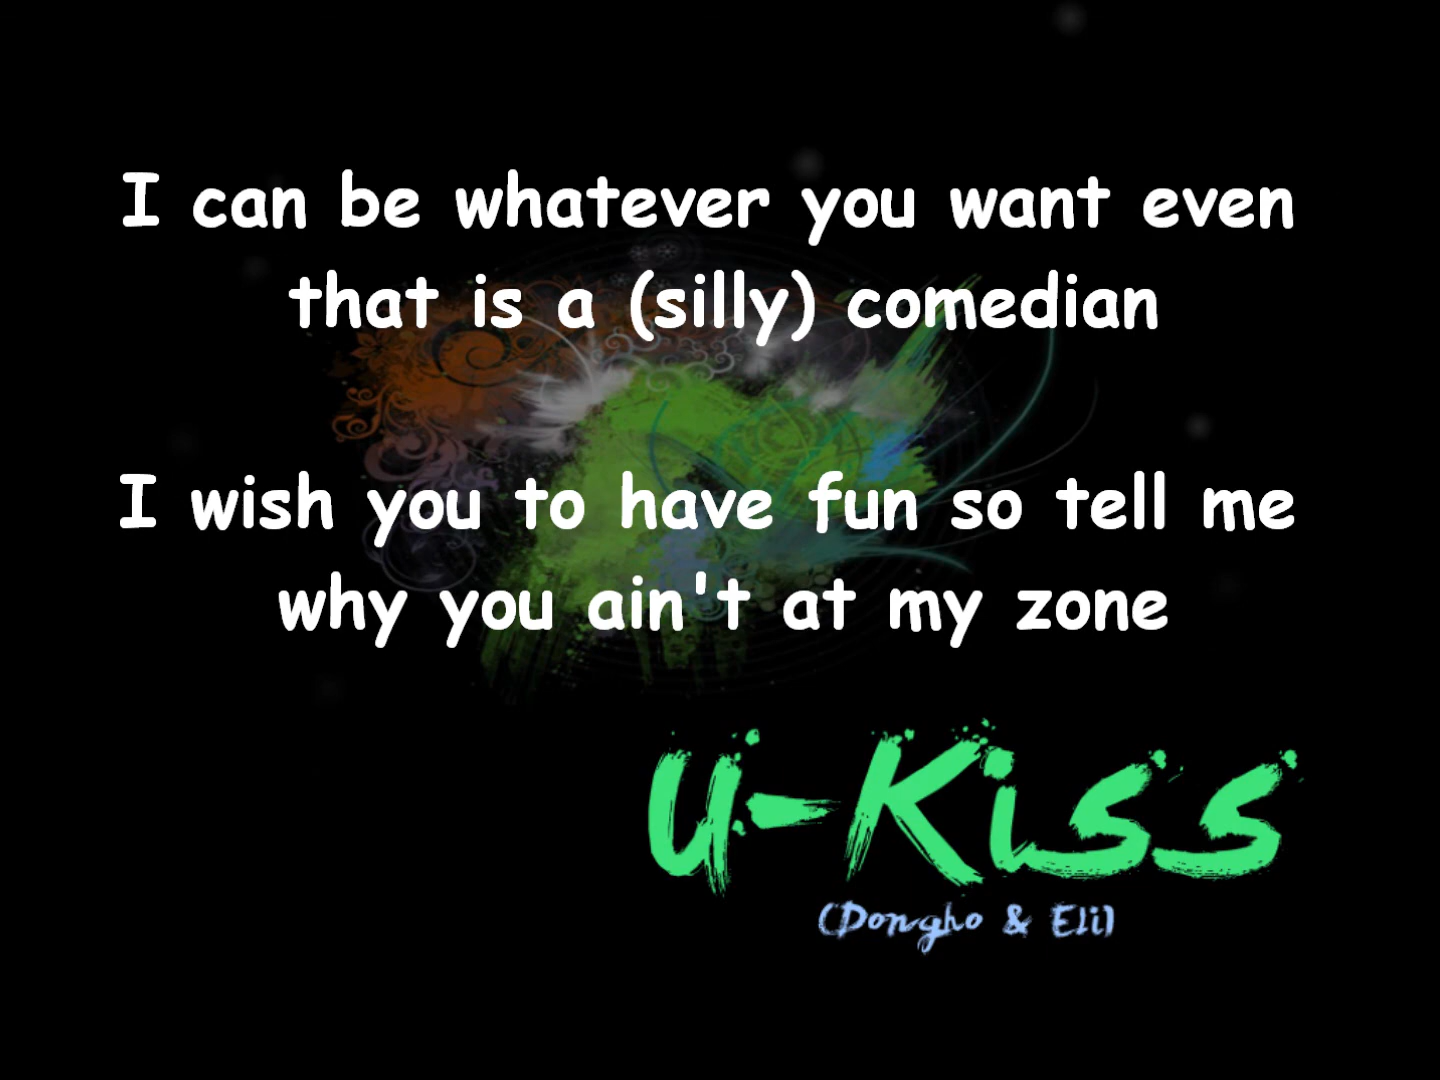 I can be whatever you want even
that is a (silly) comedian
I wish you to have fun so tell me
why you ain't at my zone
U-Kiss
(Dongho & Eli)